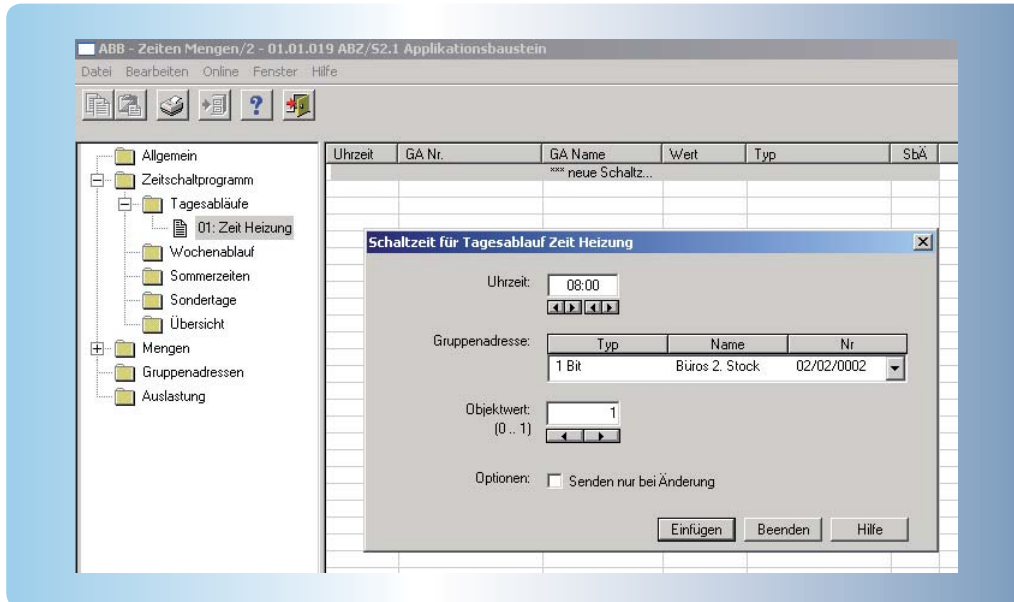 ABB - Zeiten Mengen/2 - 01.01.019 ABZ/S2.1 Applikationsbaustein
Datei Bearbeiten Online Fenster Hilfe
Allgemein
Zeitschaltprogramm
Tagesabläufe
01: Zeit Heizung
Wochenablauf
Sommerzeiten
Sondertage
Übersicht
Mengen
Gruppenadressen
Auslastung
Uhrzeit GA Nr. GA Name Wert Typ SbÄ
*** neue Schaltz...
Schaltzeit für Tagesablauf Zeit Heizung
Uhrzeit: 08:00
Gruppenadresse: Typ Name Nr
1 Bit Büros 2. Stock 02/02/0002
Objektwert: 1
(0 .. 1)
Optionen: Senden nur bei Änderung
Einfügen Beenden Hilfe